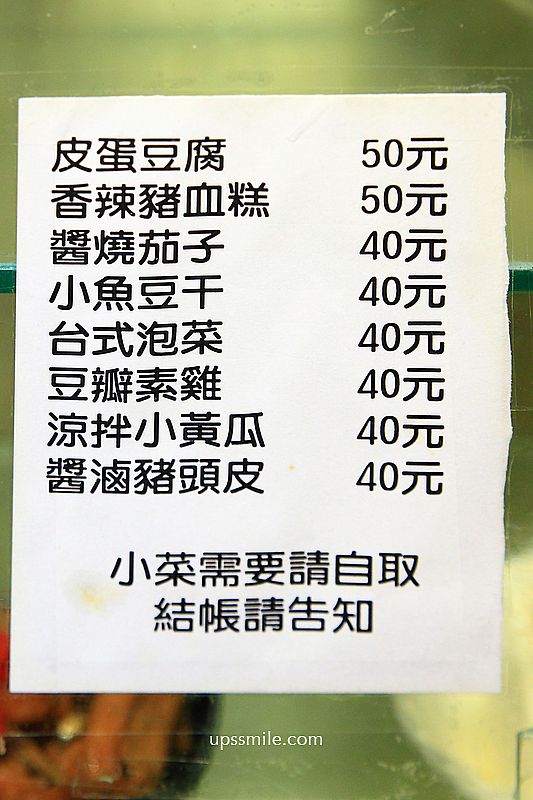 皮蛋豆腐 50元
香辣豬血糕 50元
醬燒茄子 40元
小魚豆干 40元
台式泡菜 40元
豆瓣素雞 40元
涼拌小黃瓜 40元
醬滷豬頭皮 40元
小菜需要請自取
結帳請告知
upssmile.com